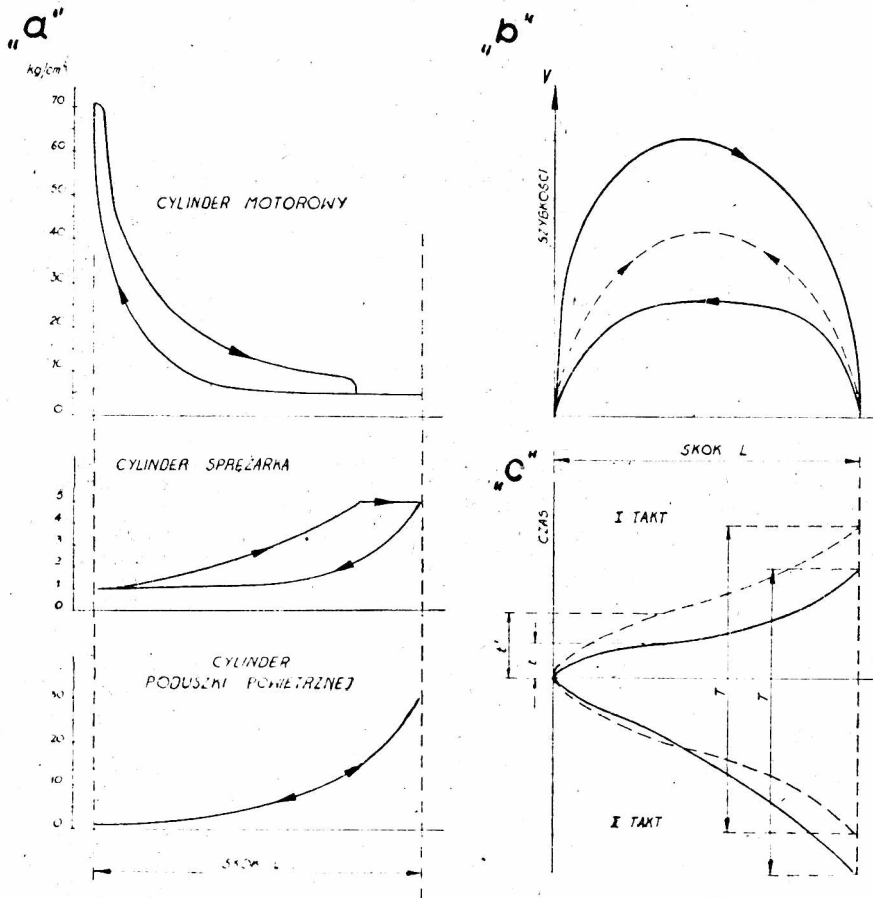 „a"
kg/cm²
70
60
50
40
30
20
10
0
CYLINDER MOTOROWY
CYLINDER SPRĘŻARKA
5
4
3
2
1
0
CYLINDER
PODUSZKI POWIETRZNEJ
30
20
10
0
SKOK L
„b"
V
SZYBKOŚCI
SKOK L
„c"
CZAS
I TAKT
t'
t
T
T
II TAKT